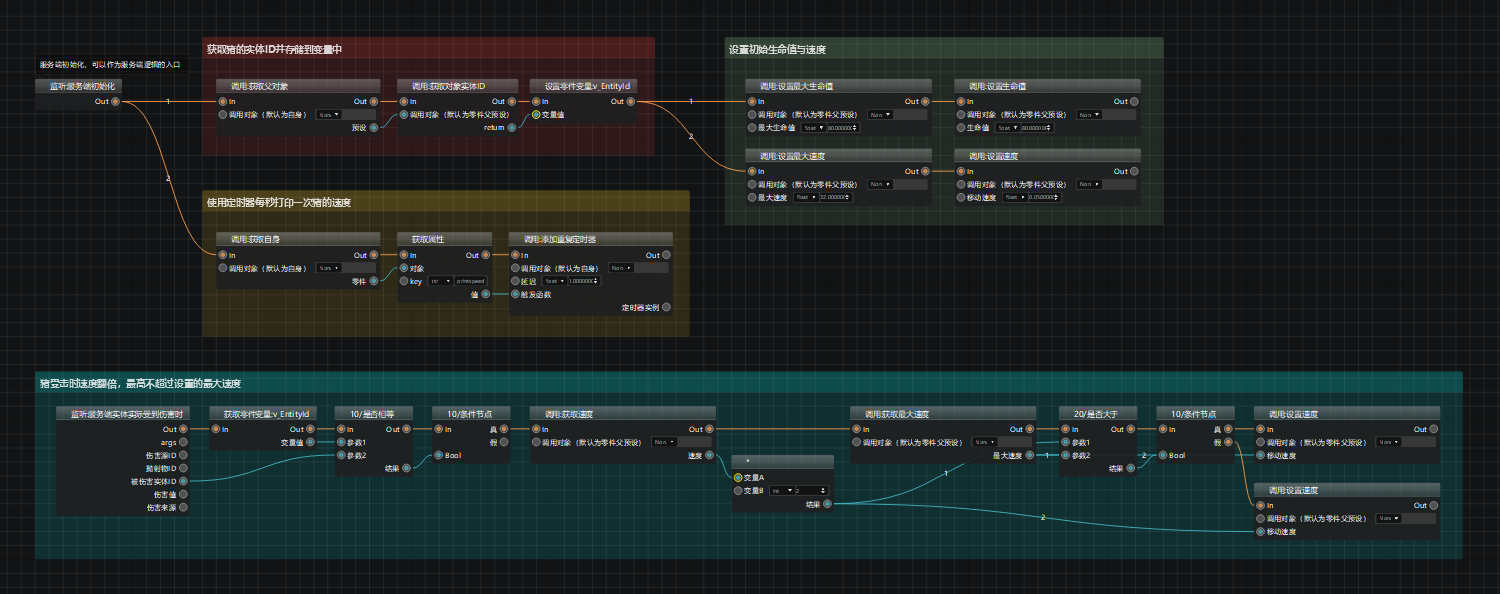 获取猪的实体ID并存储到变量中
设置初始生命值与速度
服务端初始化，可以作为服务端逻辑的入口
监听:服务端初始化
Out
1
2
调用:获取父对象
In Out
调用对象（默认为自身）
预设
调用:获取对象实体ID
In Out
调用对象（默认为零件父预设）
return
设置零件变量:v_EntityId
In Out
变量值
1
2
调用:设置最大生命值
In Out
调用对象（默认为零件父预设） Non
最大生命值 float
调用:设置生命值
In Out
调用对象（默认为零件父预设） Non
生命值 float
调用:设置最大速度
In Out
调用对象（默认为零件父预设） Non
最大速度 float
调用:设置速度
In Out
调用对象（默认为零件父预设） Non
移动速度 float
使用定时器每秒打印一次猪的速度
调用:获取自身
In Out
调用对象（默认为自身） Non
零件
获取属性
In Out
对象
key str printspeed
值
调用:添加重复定时器
In Out
调用对象（默认为自身） Non
延迟 float
触发函数
定时器实例
猪受击时速度翻倍，最高不超过设置的最大速度
监听:服务端实体实际受到伤害时
Out
args
伤害源ID
抛射物ID
被伤害实体ID
伤害值
伤害来源
获取零件变量:v_EntityId
In Out
变量值
10/是否相等
In Out
参数1
参数2
结果
10/条件节点
In 真
假
Bool
调用:获取速度
In Out
调用对象（默认为零件父预设） Non
速度
*
变量A
变量B int 2
结果
1
2
调用:获取最大速度
In Out
调用对象（默认为零件父预设） Non
最大速度
1
2
20/是否大于
In Out
参数1
参数2
结果
10/条件节点
In 真
假
Bool
调用:设置速度
In Out
调用对象（默认为零件父预设） Non
移动速度
调用:设置速度
In Out
调用对象（默认为零件父预设） Non
移动速度